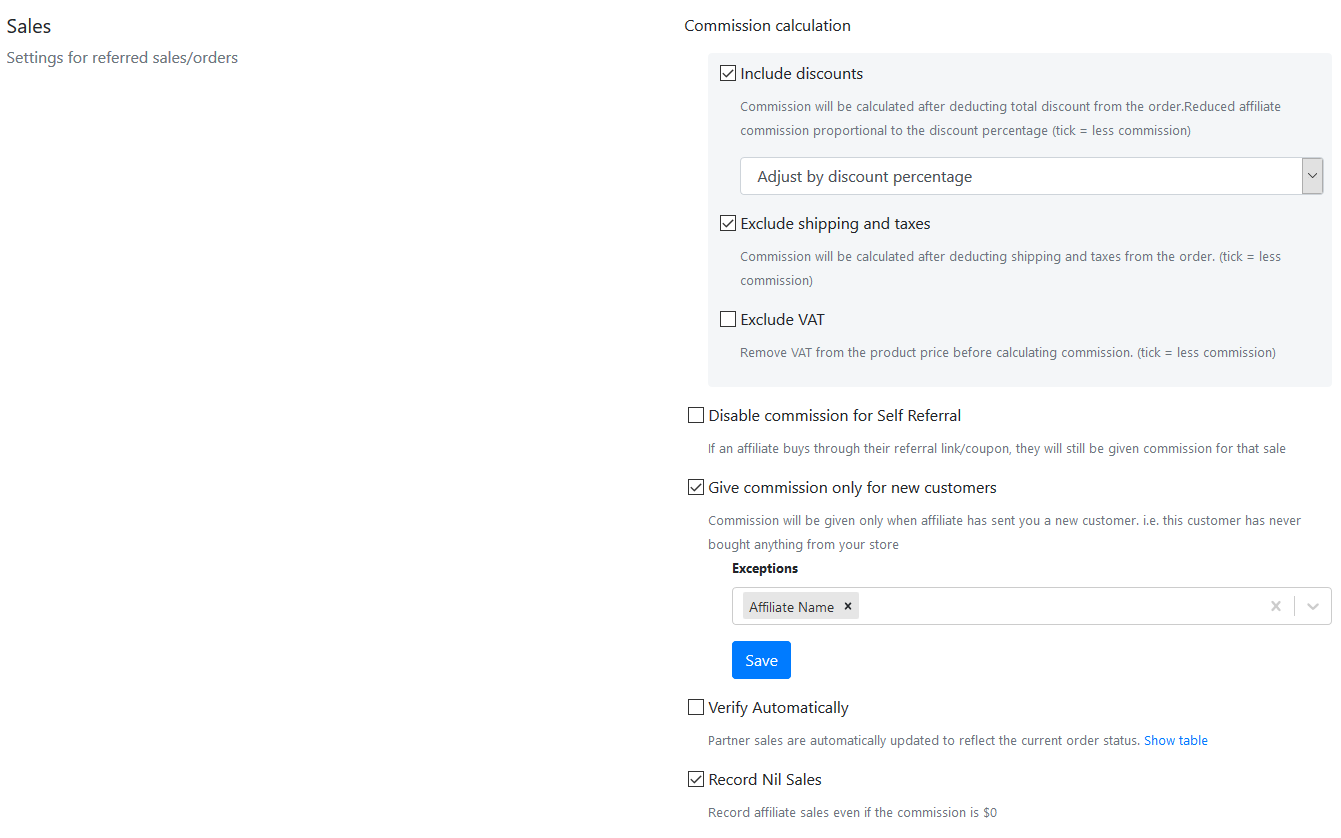 Sales
Settings for referred sales/orders
Commission calculation
Include discounts
Commission will be calculated after deducting total discount from the order.Reduced affiliate
commission proportional to the discount percentage (tick = less commission)
Adjust by discount percentage
Exclude shipping and taxes
Commission will be calculated after deducting shipping and taxes from the order. (tick = less
commission)
Exclude VAT
Remove VAT from the product price before calculating commission. (tick = less commission)
Disable commission for Self Referral
If an affiliate buys through their referral link/coupon, they will still be given commission for that sale
Give commission only for new customers
Commission will be given only when affiliate has sent you a new customer. i.e. this customer has never
bought anything from your store
Exceptions
Affiliate Name
Save
Verify Automatically
Partner sales are automatically updated to reflect the current order status. Show table
Record Nil Sales
Record affiliate sales even if the commission is $0